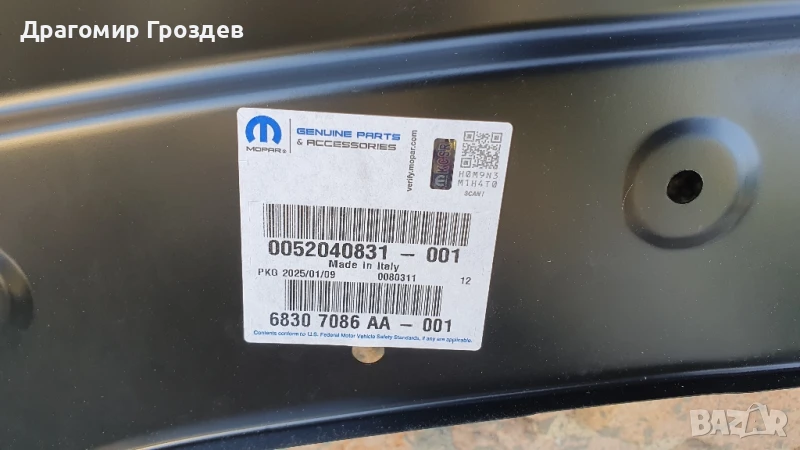 Драгомир Гроздев
MOPAR®
GENUINE PARTS
& ACCESSORIES
verify.mopar.com
H0M9N3
M1H4T0
SCAN!
0052040831 - 001
Made in Italy
PKG 2025/01/09 0080311 12
6830 7086 AA - 001
Contents conform to U.S. Federal Motor Vehicle Safety Standards, if any are applicable.
BAZAR